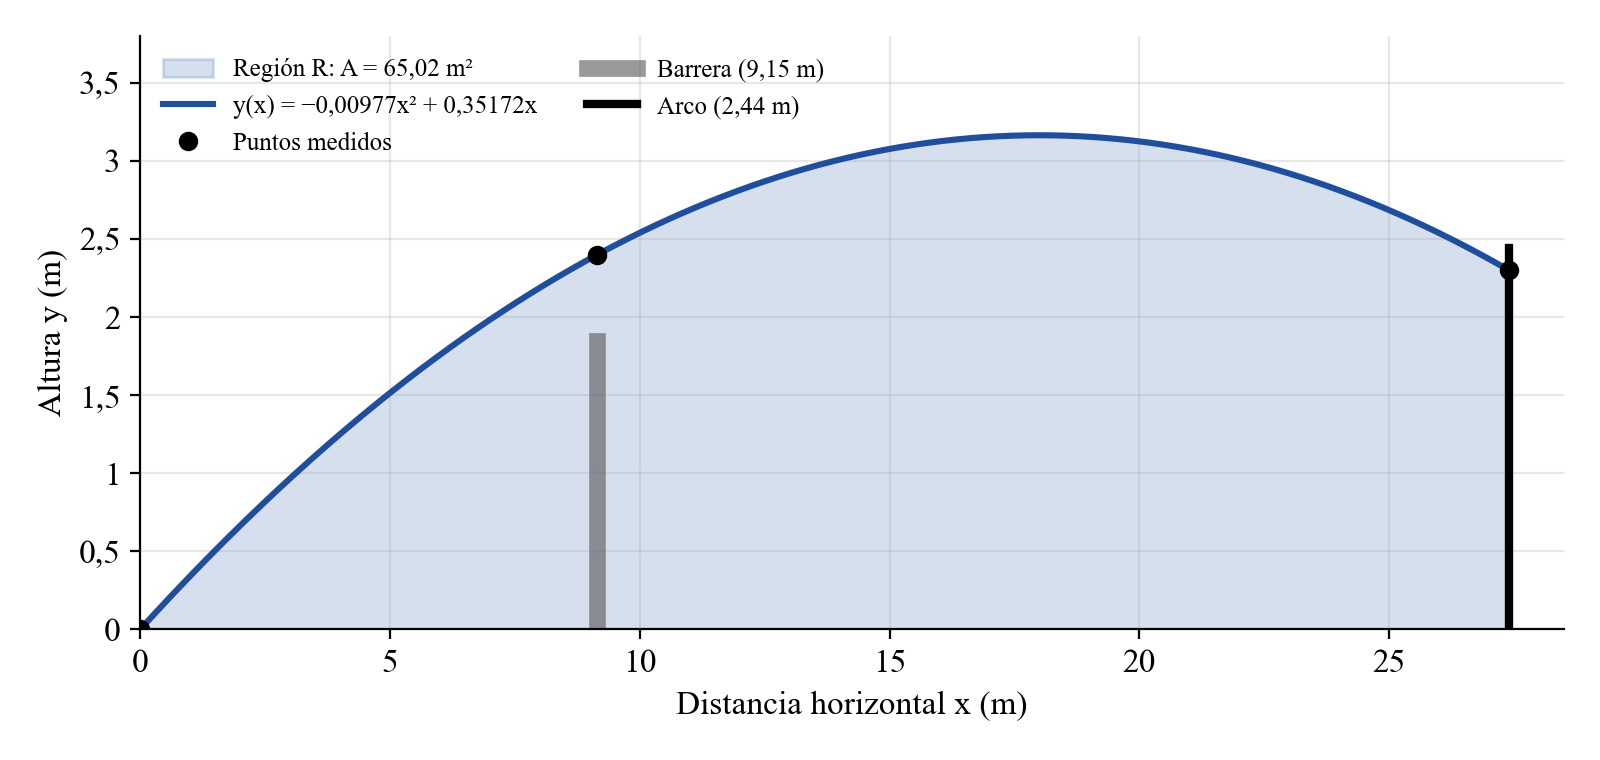 Región R: A = 65,02 m²
y(x) = −0,00977x² + 0,35172x
Puntos medidos
Barrera (9,15 m)
Arco (2,44 m)
3,5
3
2,5
2
1,5
1
0,5
0
Altura y (m)
0 5 10 15 20 25
Distancia horizontal x (m)